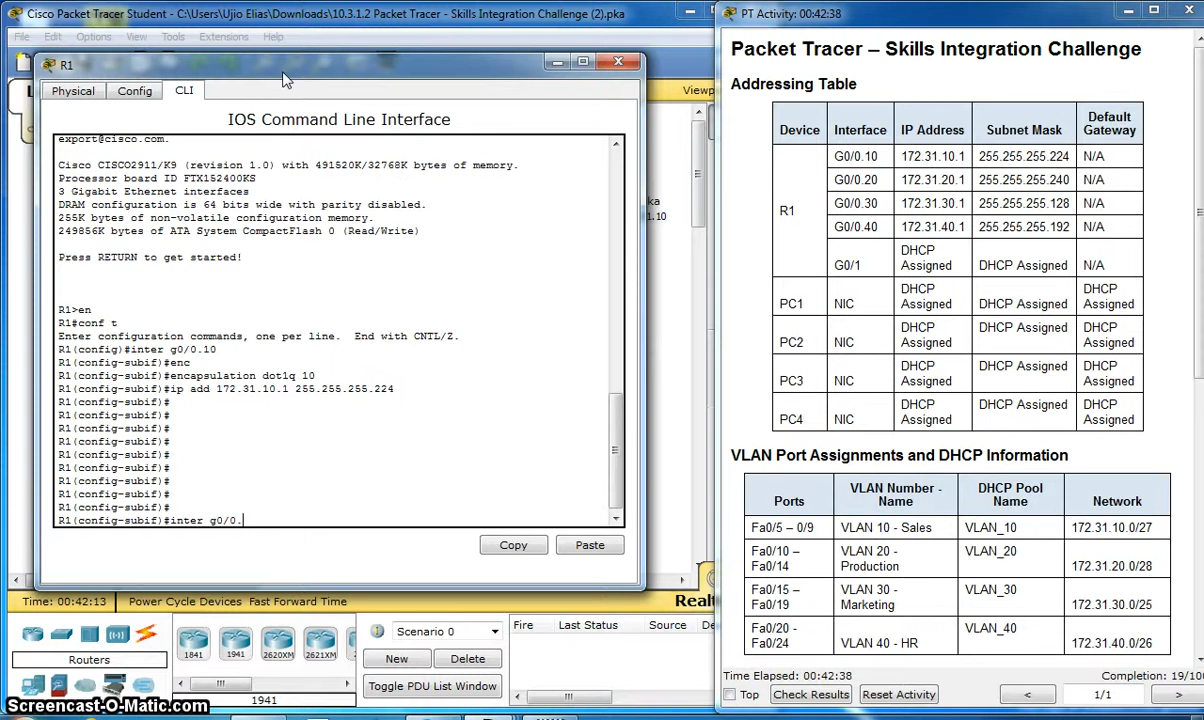 Cisco Packet Tracer Student - C:\Users\Ujio Elias\Downloads\10.3.1.2 Packet Tracer - Skills Integration Challenge (2).pka
File Edit Options View Tools Extensions Help
R1
Physical Config CLI
IOS Command Line Interface
export@cisco.com.
Cisco CISCO2911/K9 (revision 1.0) with 491520K/32768K bytes of memory.
Processor board ID FTX152400KS
3 Gigabit Ethernet interfaces
DRAM configuration is 64 bits wide with parity disabled.
255K bytes of non-volatile configuration memory.
249856K bytes of ATA System CompactFlash 0 (Read/Write)
Press RETURN to get started!
R1>en
R1#conf t
Enter configuration commands, one per line. End with CNTL/Z.
R1(config)#inter g0/0.10
R1(config-subif)#enc
R1(config-subif)#encapsulation dot1q 10
R1(config-subif)#ip add 172.31.10.1 255.255.255.224
R1(config-subif)#
R1(config-subif)#
R1(config-subif)#
R1(config-subif)#
R1(config-subif)#
R1(config-subif)#
R1(config-subif)#
R1(config-subif)#
R1(config-subif)#
R1(config-subif)#inter g0/0.
Copy Paste
Viewp
ka
1.10
Time: 00:42:13 Power Cycle Devices Fast Forward Time
Realt
Routers
1841 1941 2620XM 2621XM
1941
Scenario 0
New Delete
Toggle PDU List Window
Fire Last Status Source
Screencast-O-Matic.com
PT Activity: 00:42:38
Packet Tracer – Skills Integration Challenge
Addressing Table
Device Interface IP Address Subnet Mask Default Gateway
R1 G0/0.10 172.31.10.1 255.255.255.224 N/A
G0/0.20 172.31.20.1 255.255.255.240 N/A
G0/0.30 172.31.30.1 255.255.255.128 N/A
G0/0.40 172.31.40.1 255.255.255.192 N/A
G0/1 DHCP Assigned DHCP Assigned N/A
PC1 NIC DHCP Assigned DHCP Assigned DHCP Assigned
PC2 NIC DHCP Assigned DHCP Assigned DHCP Assigned
PC3 NIC DHCP Assigned DHCP Assigned DHCP Assigned
PC4 NIC DHCP Assigned DHCP Assigned DHCP Assigned
VLAN Port Assignments and DHCP Information
Ports VLAN Number - Name DHCP Pool Name Network
Fa0/5 – 0/9 VLAN 10 - Sales VLAN_10 172.31.10.0/27
Fa0/10 – Fa0/14 VLAN 20 - Production VLAN_20 172.31.20.0/28
Fa0/15 – Fa0/19 VLAN 30 - Marketing VLAN_30 172.31.30.0/25
Fa0/20 - Fa0/24 VLAN 40 - HR VLAN_40 172.31.40.0/26
Time Elapsed: 00:42:38 Completion: 19/100
Top Check Results Reset Activity < 1/1 >